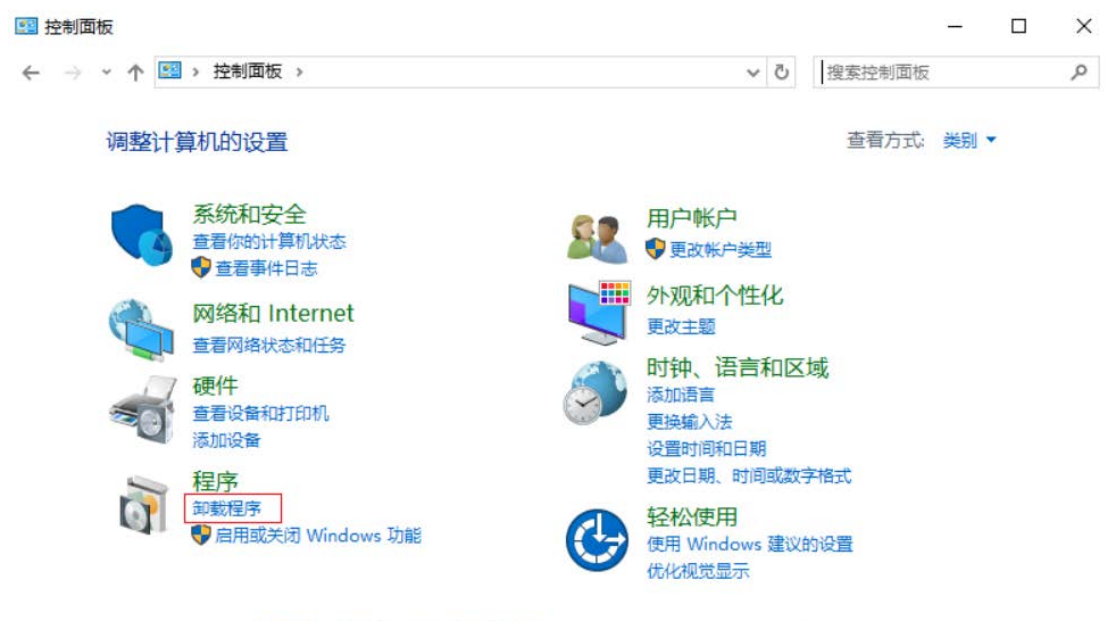 控制面板
控制面板
搜索控制面板
调整计算机的设置
查看方式: 类别
系统和安全
查看你的计算机状态
查看事件日志
网络和 Internet
查看网络状态和任务
硬件
查看设备和打印机
添加设备
程序
卸载程序
启用或关闭 Windows 功能
用户帐户
更改帐户类型
外观和个性化
更改主题
时钟、语言和区域
添加语言
更换输入法
设置时间和日期
更改日期、时间或数字格式
轻松使用
使用 Windows 建议的设置
优化视觉显示